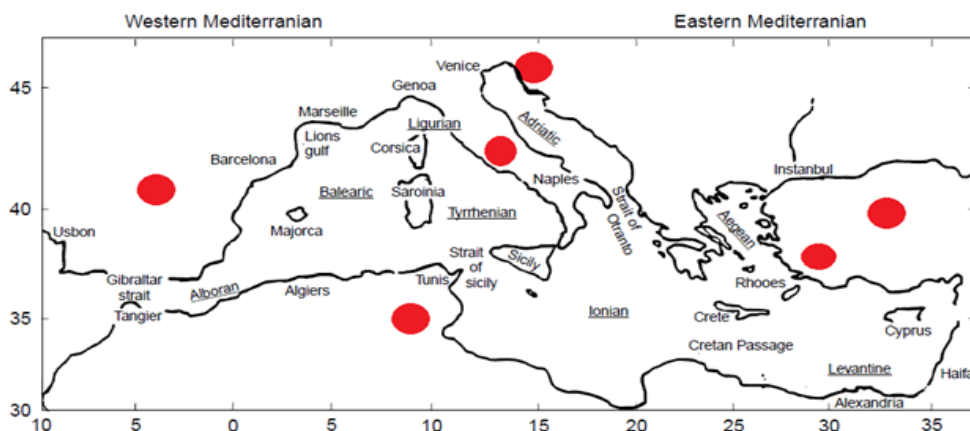 Western Mediterranian
Eastern Mediterranian
45
40
35
30
Venice
Genoa
Marseille
Ligurian
Adriatic
Lions
gulf
Corsica
Barcelona
Instanbul
Naples
Balearic
Saroinia
Tyrrhenian
Strait of
Otranto
Aegean
Majorca
Usbon
Strait
of
sicily
Sicily
Gibraltar
strait
Alboran
Algiers
Tunis
Rhooes
Tangier
Ionian
Crete
Cyprus
Cretan Passage
Levantine
Haifa
Alexandria
10
5
0
5
10
15
20
25
30
35